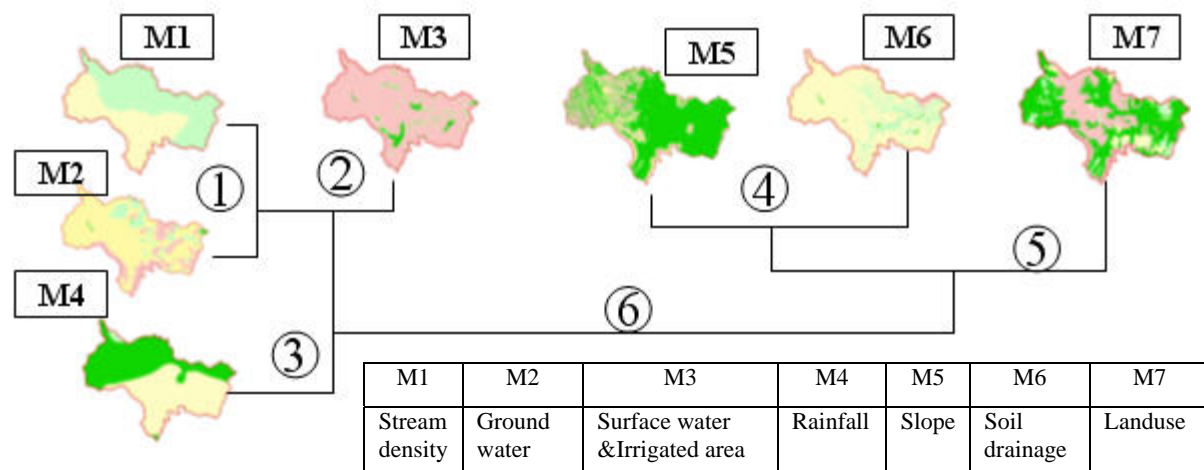 M1
M3
M5
M6
M7
M2
①
②
④
⑤
M4
③
⑥
M1 M2 M3 M4 M5 M6 M7
Stream density Ground water Surface water &Irrigated area Rainfall Slope Soil drainage Landuse